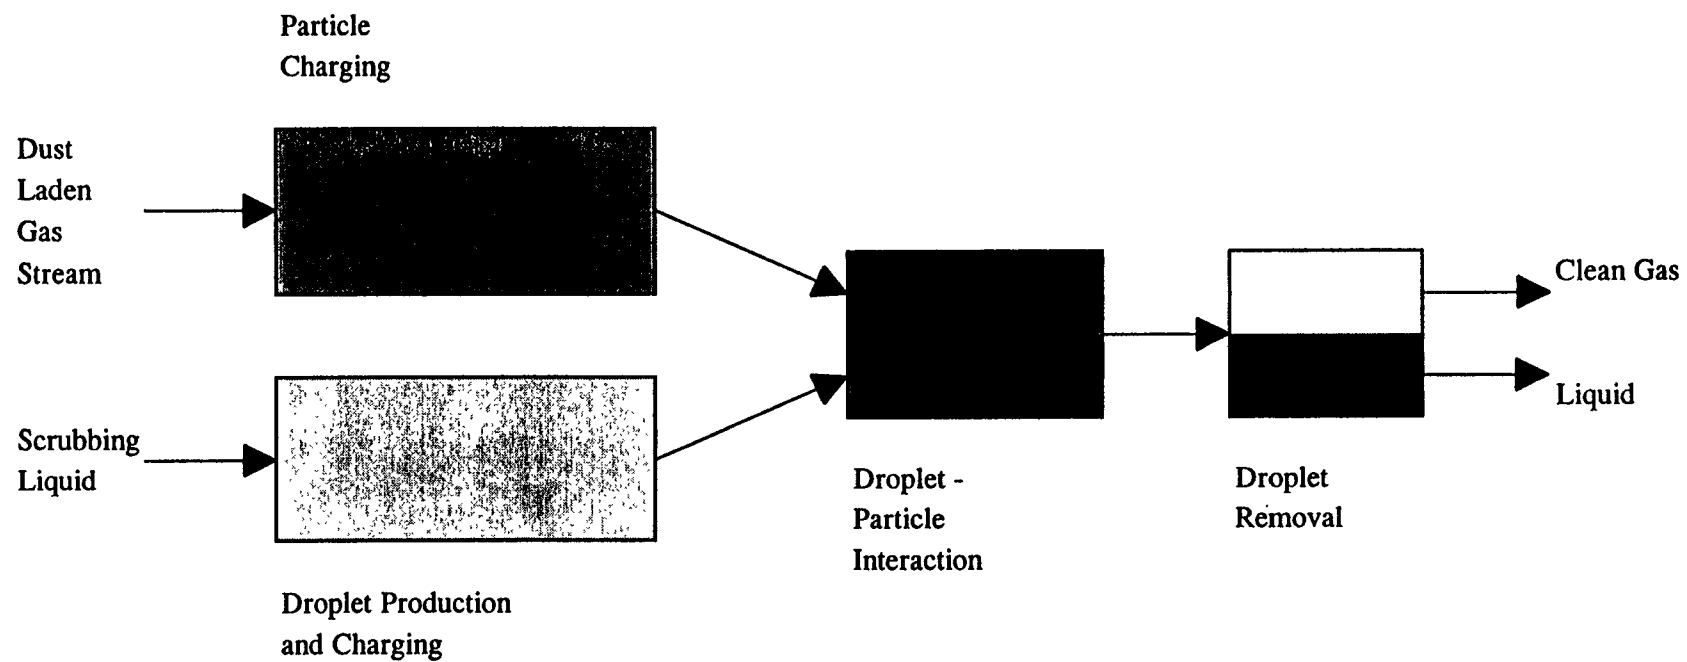 Particle
Charging
Dust
Laden
Gas
Stream
Scrubbing
Liquid
Droplet Production
and Charging
Droplet -
Particle
Interaction
Droplet
Removal
Clean Gas
Liquid